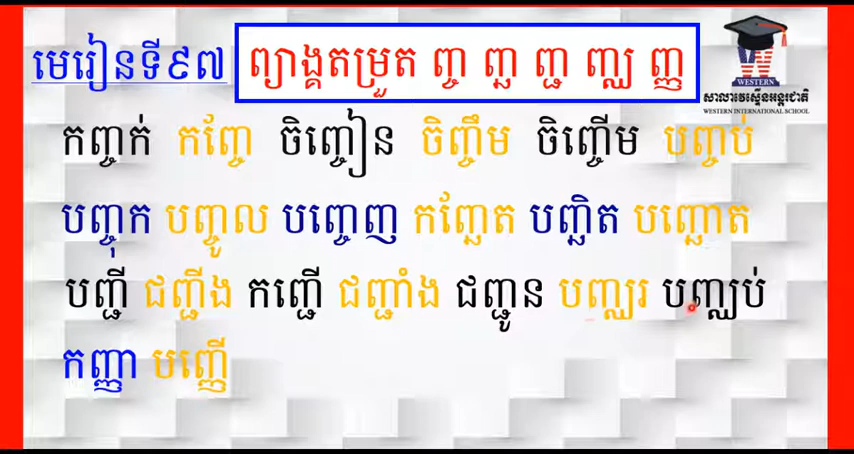 មេរៀនទី៩៧ ព្យាង្គតម្រួត ញ្ច ញ្ឆ ញ្ជ ញ្ឈ ញ្ញ
WESTERN
សាលាវេស្ទើនអន្តរជាតិ
WESTERN INTERNATIONAL SCHOOL
កញ្ចក់ កញ្ច្រែ ចិញ្ចៀន ចិញ្ចឹម ចិញ្ចើម បញ្ចប់
បញ្ចុក បញ្ចូល បញ្ចេញ កញ្ឆែត បញ្ឆិត បញ្ឆោត
បញ្ជី ជញ្ជីង កញ្ជើ ជញ្ជាំង ជញ្ជូន បញ្ឈរ បញ្ឈប់
កញ្ញា បញ្ញើ